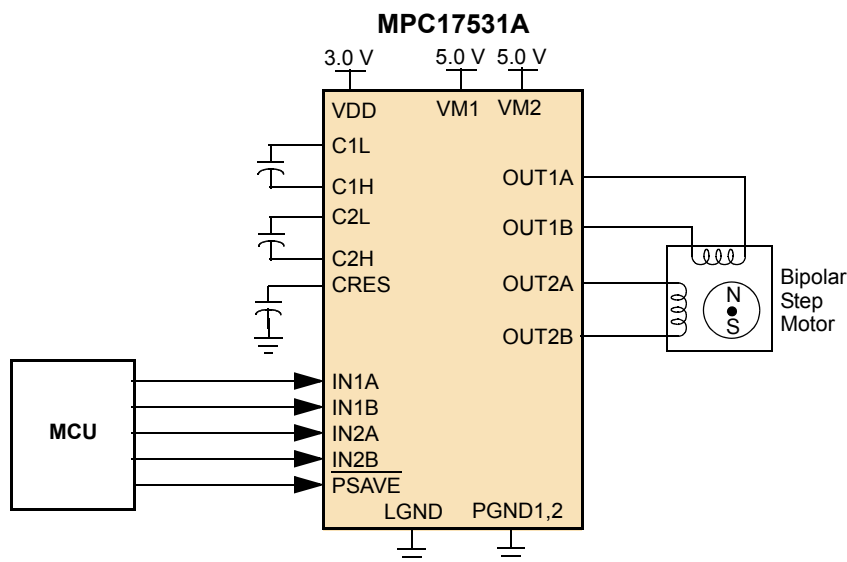 MPC17531A
3.0 V
5.0 V
5.0 V
VDD
VM1
VM2
C1L
C1H
C2L
C2H
CRES
OUT1A
OUT1B
OUT2A
OUT2B
N
S
Bipolar
Step
Motor
MCU
IN1A
IN1B
IN2A
IN2B
PSAVE
LGND
PGND1,2